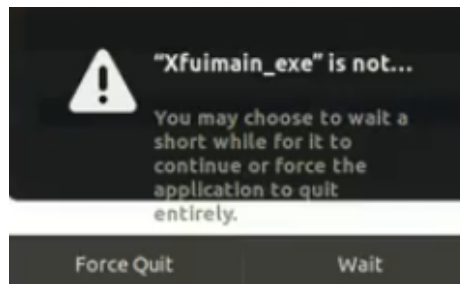 “Xfuimain_exe” is not...
You may choose to wait a
short while for it to
continue or force the
application to quit
entirely.
Force Quit
Wait